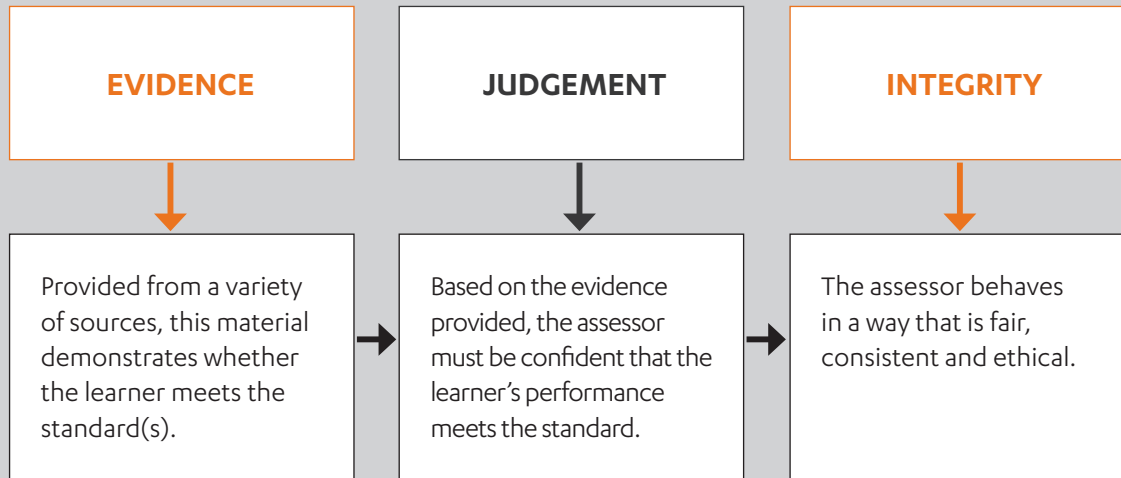 EVIDENCE
JUDGEMENT
INTEGRITY
Provided from a variety
of sources, this material
demonstrates whether
the learner meets the
standard(s).
Based on the evidence
provided, the assessor
must be confident that the
learner’s performance
meets the standard.
The assessor behaves
in a way that is fair,
consistent and ethical.